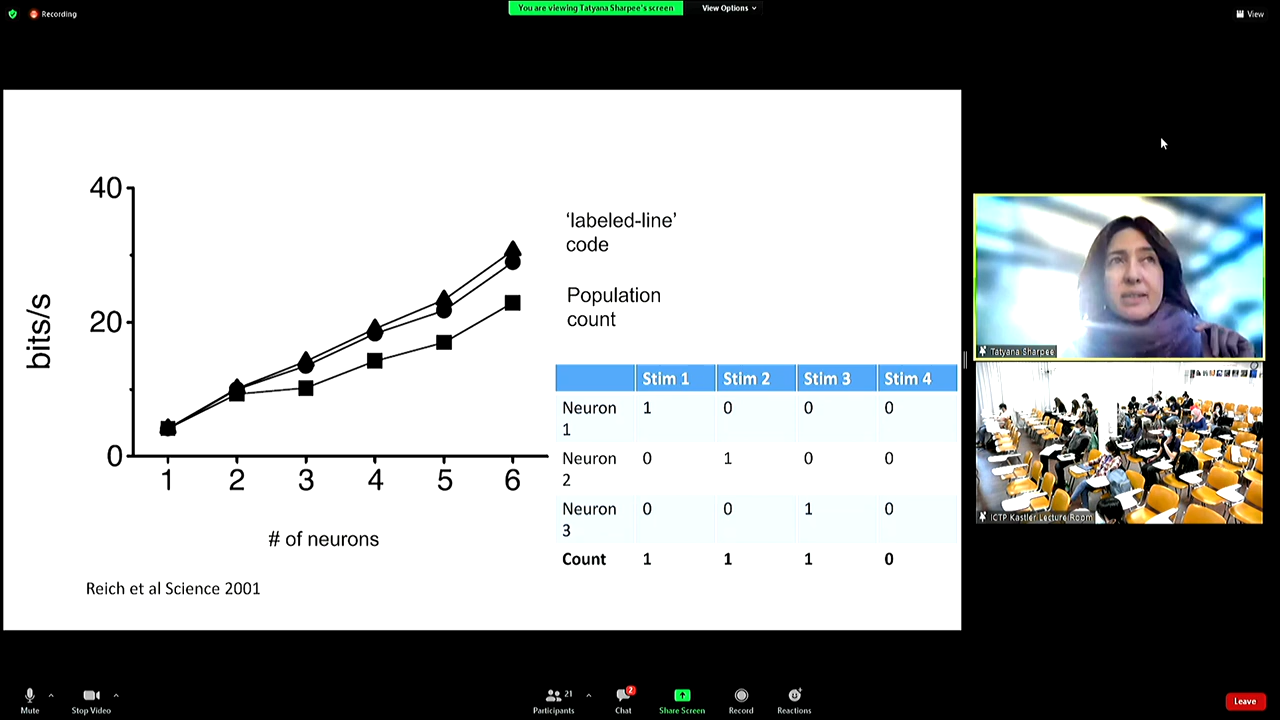 Recording
You are viewing Tatyana Sharpee's screen
View Options
View
40
20
0
bits/s
1 2 3 4 5 6
# of neurons
Reich et al Science 2001
'labeled-line'
code
Population
count
Stim 1 Stim 2 Stim 3 Stim 4
Neuron 1 0 0 0
1
Neuron 0 1 0 0
2
Neuron 0 0 1 0
3
Count 1 1 1 0
Tatyana Sharpee
ICTP Kastler Lecture Room
Mute
Stop Video
21
Participants
2
Chat
Share Screen
Record
Reactions
Leave